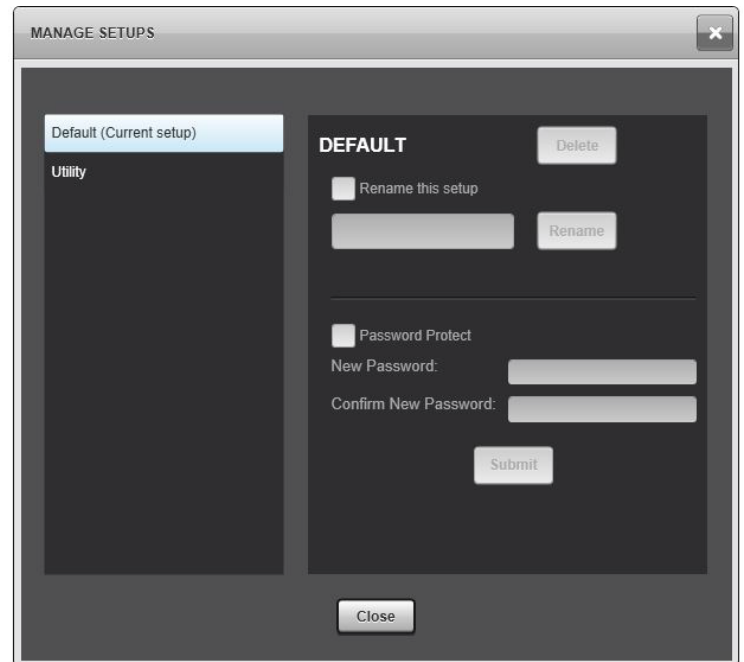 MANAGE SETUPS
Default (Current setup)
Utility
DEFAULT
Delete
Rename this setup
Rename
Password Protect
New Password:
Confirm New Password:
Submit
Close